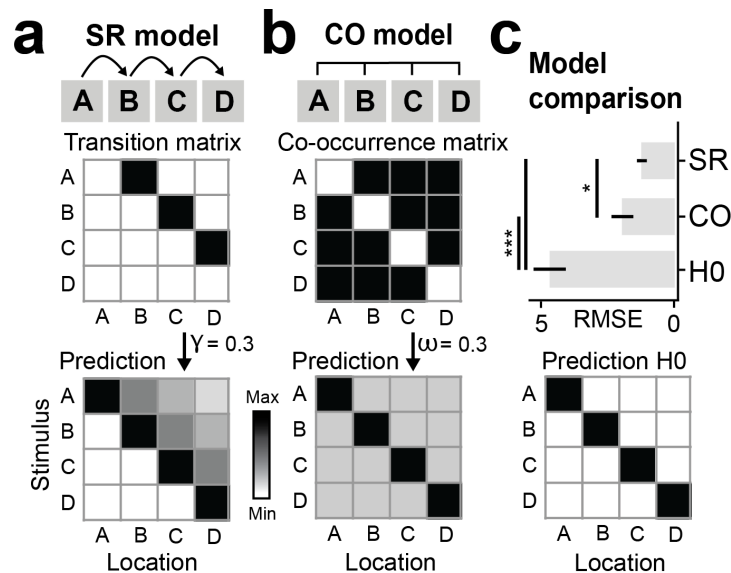 a
SR model
A B C D
Transition matrix
A
B
C
D
A B C D
γ = 0.3
Prediction
Stimulus
A
B
C
D
A B C D
Location
Max
Min
b
CO model
A B C D
Co-occurrence matrix
A
B
C
D
A B C D
ω = 0.3
Prediction
A
B
C
D
A B C D
Location
c
Model
comparison
SR
CO
H0
*
***
5 RMSE 0
Prediction H0
A
B
C
D
A B C D
Location